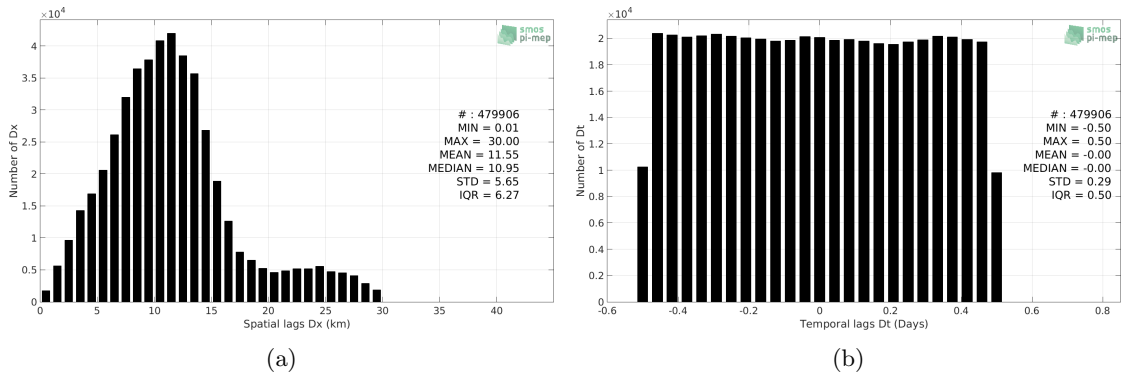 ×10⁴
4
3.5
3
2.5
2
1.5
1
0.5
0
0 5 10 15 20 25 30 35 40
Number of Dx
Spatial lags Dx (km)
smos
pi-mep
# : 479906
MIN = 0.01
MAX = 30.00
MEAN = 11.55
MEDIAN = 10.95
STD = 5.65
IQR = 6.27
(a)
×10⁴
2
1.8
1.6
1.4
1.2
1
0.8
0.6
0.4
0.2
0
-0.6 -0.4 -0.2 0 0.2 0.4 0.6 0.8
Number of Dt
Temporal lags Dt (Days)
smos
pi-mep
# : 479906
MIN = -0.50
MAX = 0.50
MEAN = -0.00
MEDIAN = -0.00
STD = 0.29
IQR = 0.50
(b)